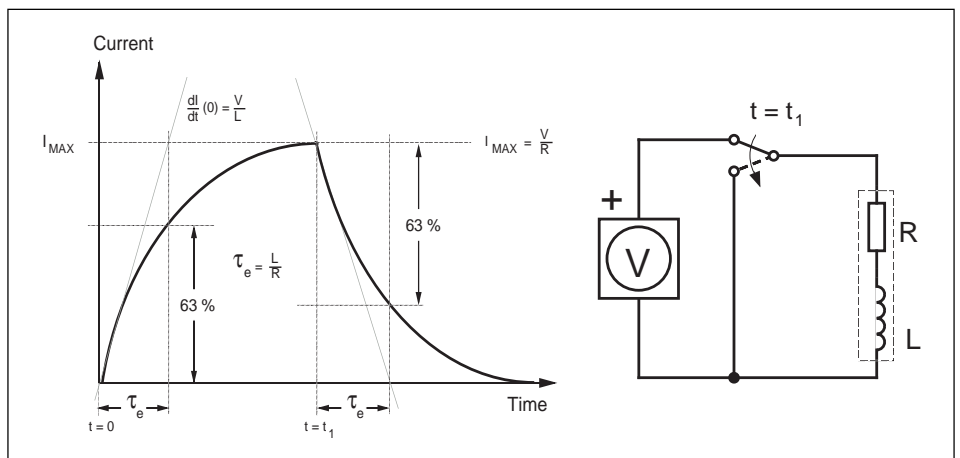 Current
dI/dt (0) = V/L
I_MAX
I_MAX = V/R
63 %
τ_e = L/R
63 %
τ_e
τ_e
Time
t = 0
t = t_1
t = t_1
+
V
R
L